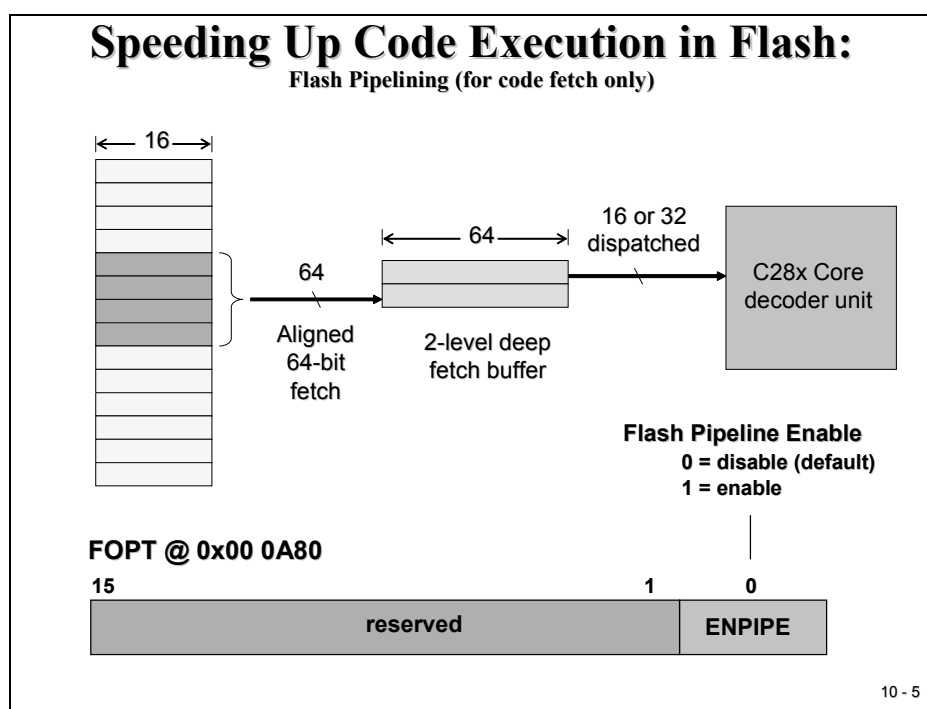 Speeding Up Code Execution in Flash:
Flash Pipelining (for code fetch only)
16
64
Aligned
64-bit
fetch
64
2-level deep
fetch buffer
16 or 32
dispatched
C28x Core
decoder unit
Flash Pipeline Enable
0 = disable (default)
1 = enable
FOPT @ 0x00 0A80
15 1 0
reserved ENPIPE
10 - 5